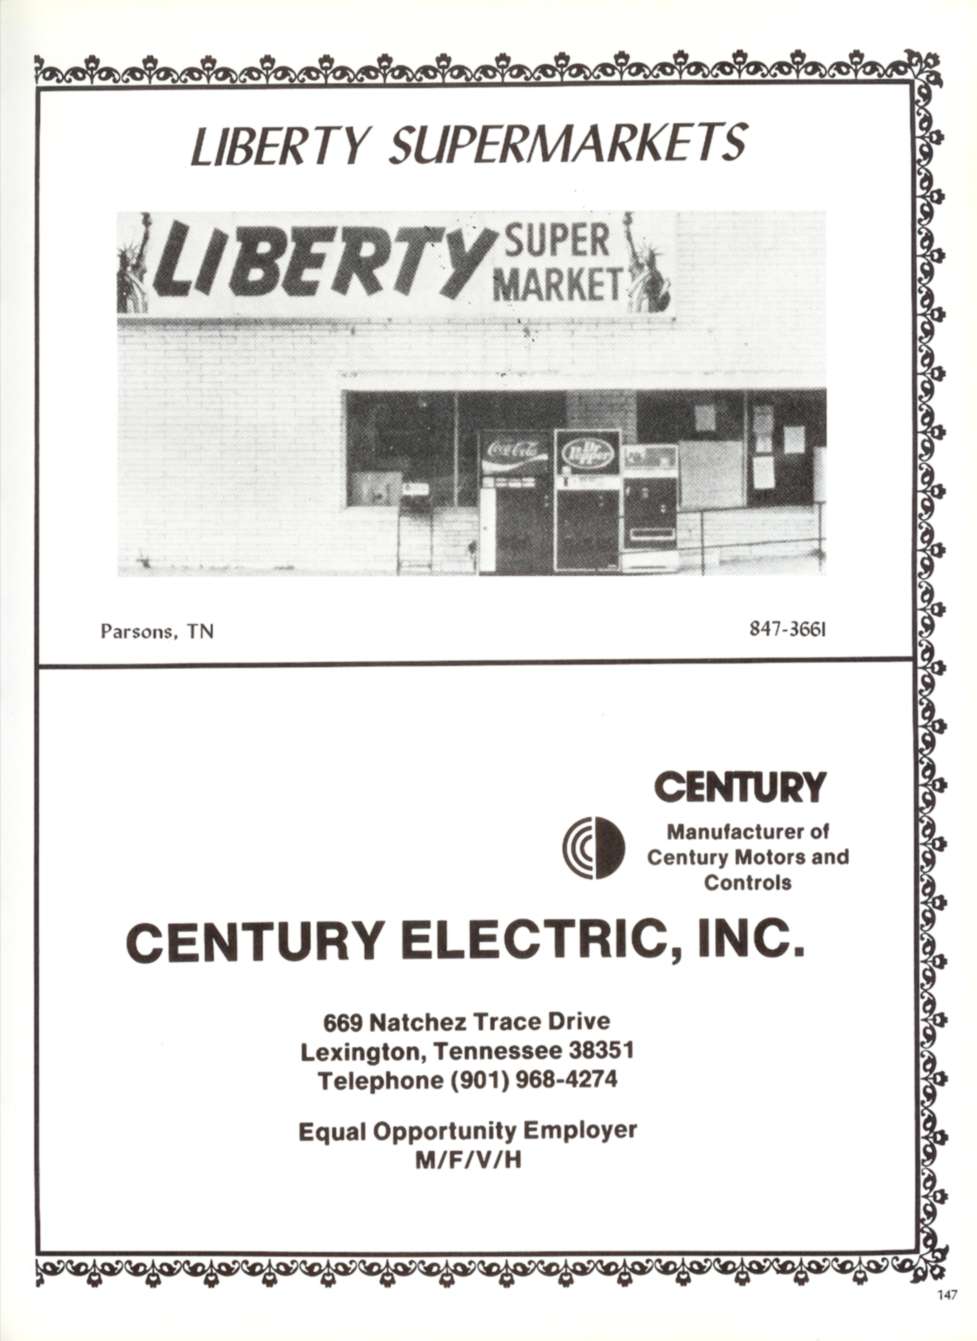 LIBERTY SUPERMARKETS
LIBERTY SUPER
MARKET
Coca-Cola
Dr
Pepper
Parsons, TN
847-3661
CENTURY
Manufacturer of
Century Motors and
Controls
CENTURY ELECTRIC, INC.
669 Natchez Trace Drive
Lexington, Tennessee 38351
Telephone (901) 968-4274
Equal Opportunity Employer
M/F/V/H
147